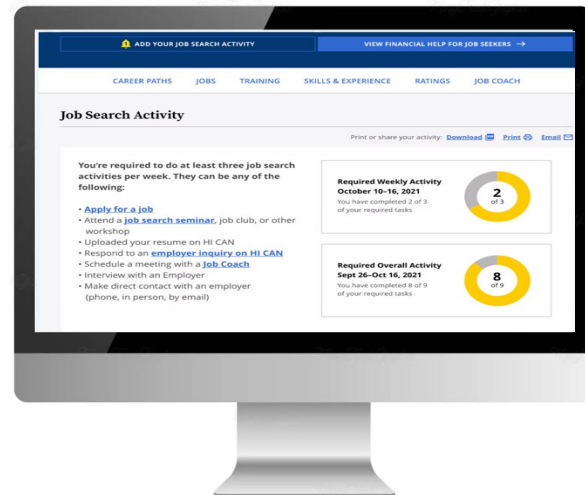 ADD YOUR JOB SEARCH ACTIVITY
VIEW FINANCIAL HELP FOR JOB SEEKERS →
CAREER PATHS JOBS TRAINING SKILLS & EXPERIENCE RATINGS JOB COACH
Job Search Activity
Print or share your activity: Download Print Email
You're required to do at least three job search
activities per week. They can be any of the
following:
• Apply for a job
• Attend a job search seminar, job club, or other
workshop
• Uploaded your resume on HI CAN
• Respond to an employer inquiry on HI CAN
• Schedule a meeting with a Job Coach
• Interview with an Employer
• Make direct contact with an employer
(phone, in person, by email)
Required Weekly Activity
October 10–16, 2021
You have completed 2 of 3
of your required tasks
2
of 3
Required Overall Activity
Sept 26–Oct 16, 2021
You have completed 8 of 9
of your required tasks
8
of 9